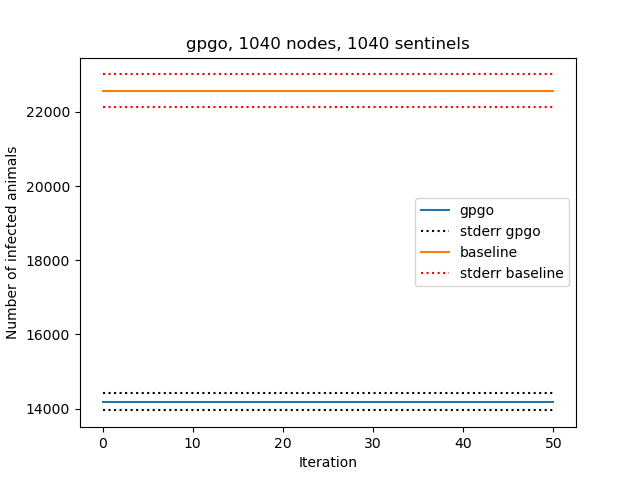 gpgo, 1040 nodes, 1040 sentinels
Number of infected animals
22000
20000
18000
16000
14000
gpgo
stderr gpgo
baseline
stderr baseline
0 10 20 30 40 50
Iteration